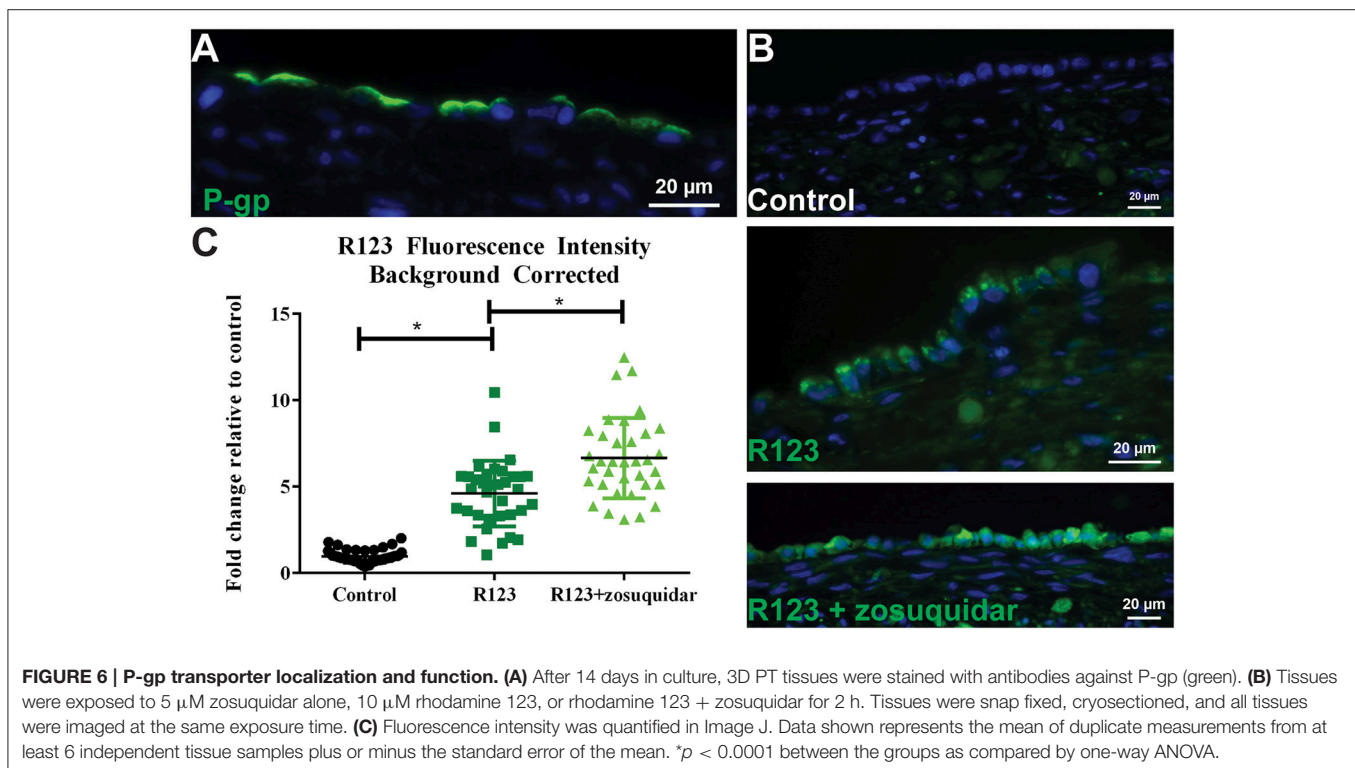 A
P-gp
20 µm
B
Control
20 µm
R123
20 µm
R123 + zosuquidar
20 µm
C
R123 Fluorescence Intensity
Background Corrected
Fold change relative to control
15
10
5
0
*
*
Control
R123
R123+zosuquidar
FIGURE 6 | P-gp transporter localization and function. (A) After 14 days in culture, 3D PT tissues were stained with antibodies against P-gp (green). (B) Tissues
were exposed to 5 µM zosuquidar alone, 10 µM rhodamine 123, or rhodamine 123 + zosuquidar for 2 h. Tissues were snap fixed, cryosectioned, and all tissues
were imaged at the same exposure time. (C) Fluorescence intensity was quantified in Image J. Data shown represents the mean of duplicate measurements from at
least 6 independent tissue samples plus or minus the standard error of the mean. *p < 0.0001 between the groups as compared by one-way ANOVA.